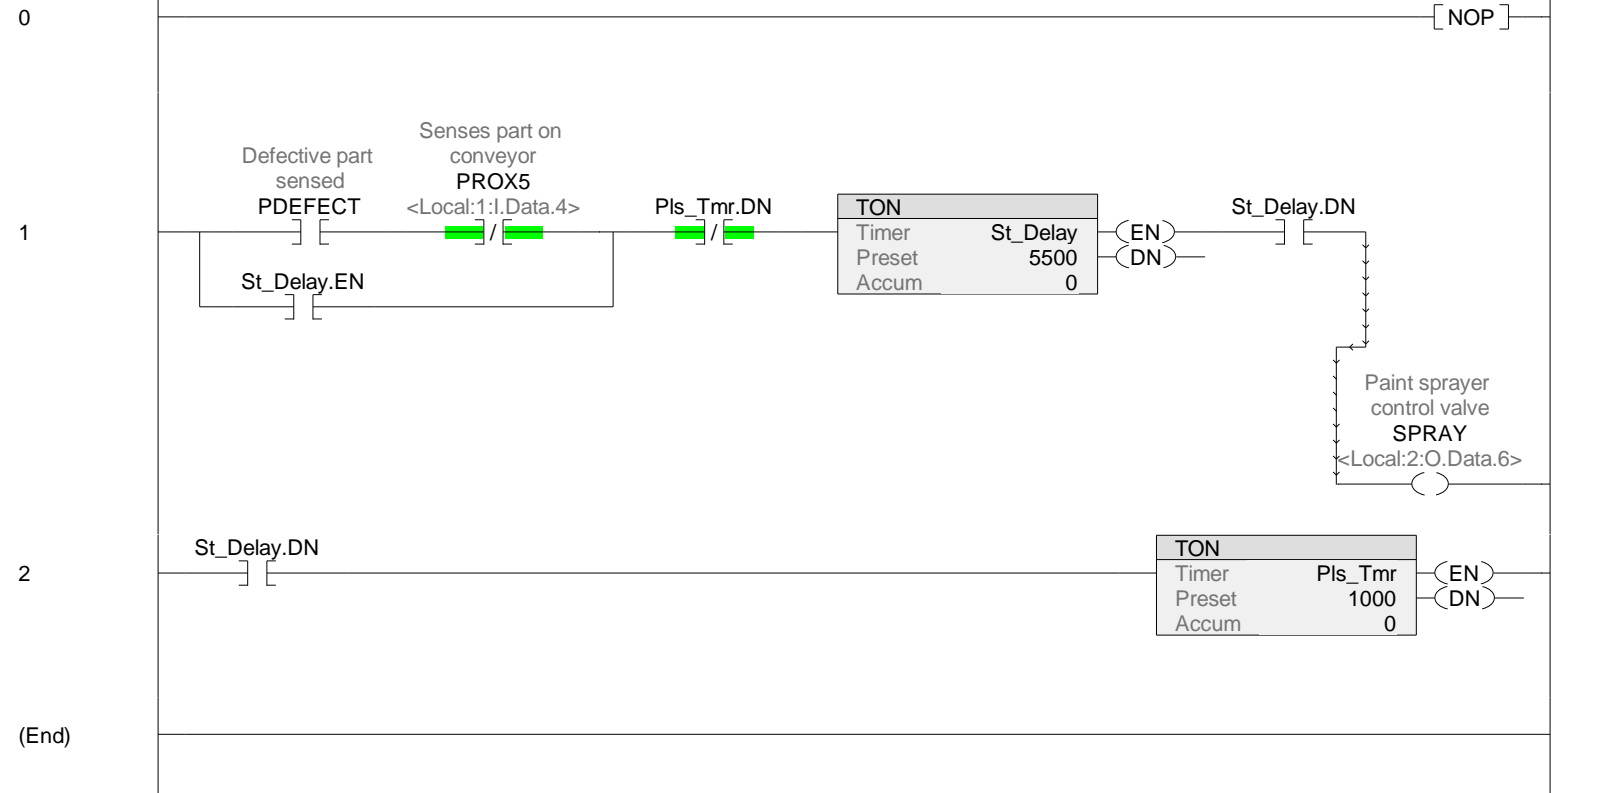 0
NOP
Senses part on
Defective part conveyor
sensed PROX5
PDEFECT <Local:1:I.Data.4> Pls_Tmr.DN TON St_Delay.DN
1 / / Timer St_Delay EN
Preset 5500 DN
St_Delay.EN Accum 0
Paint sprayer
control valve
SPRAY
<Local:2:O.Data.6>
St_Delay.DN TON
2 Timer Pls_Tmr EN
Preset 1000 DN
Accum 0
(End)